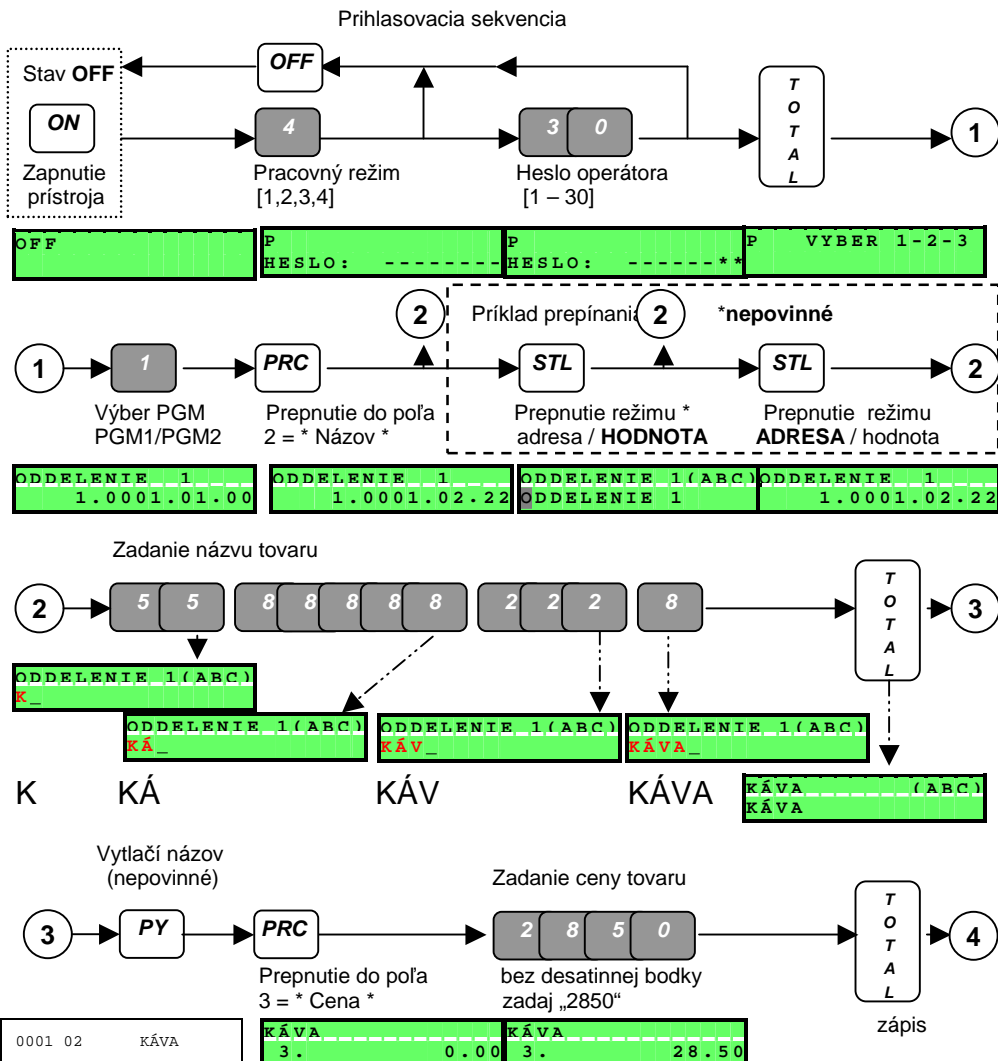 Prihlasovacia sekvencia
Stav OFF
OFF
ON
4
3 0
T
O
T
A
L
1
Zapnutie
prístroja
Pracovný režim
[1,2,3,4]
Heslo operátora
[1 – 30]
OFF
P
HESLO: --------
P
HESLO: ------**
P VYBER 1-2-3
2
Príklad prepínania
2
*nepovinné
1
1
PRC
STL
STL
2
Výber PGM
PGM1/PGM2
Prepnutie do poľa
2 = * Názov *
Prepnutie režimu *
adresa / HODNOTA
Prepnutie režimu
ADRESA / hodnota
ODDELENIE 1
1.0001.01.00
ODDELENIE 1
1.0001.02.22
ODDELENIE 1(ABC)
ODDELENIE 1
ODDELENIE 1
1.0001.02.22
Zadanie názvu tovaru
2
5 5 8 8 8 8 8 2 2 2 8
T
O
T
A
L
3
ODDELENIE 1(ABC)
K_
ODDELENIE 1(ABC)
KÁ_
ODDELENIE 1(ABC)
KÁV_
ODDELENIE 1(ABC)
KÁVA_
K KÁ KÁV KÁVA
KÁVA (ABC)
KÁVA
Vytlačí názov
(nepovinné)
Zadanie ceny tovaru
3
PY
PRC
2 8 5 0
T
O
T
A
L
4
Prepnutie do poľa
3 = * Cena *
bez desatinnej bodky
zadaj „2850“
zápis
0001 02 KÁVA
KÁVA
3. 0.00
KÁVA
3. 28.50